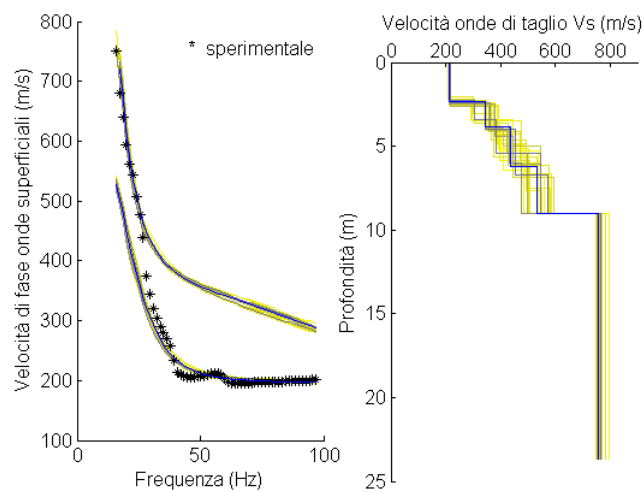 Velocità onde di taglio Vs (m/s)
0 200 400 600 800
800
700
600
500
400
300
200
100
Velocità di fase onde superficiali (m/s)
* sperimentale
0 50 100
Frequenza (Hz)
0
5
10
15
20
25
Profondità (m)